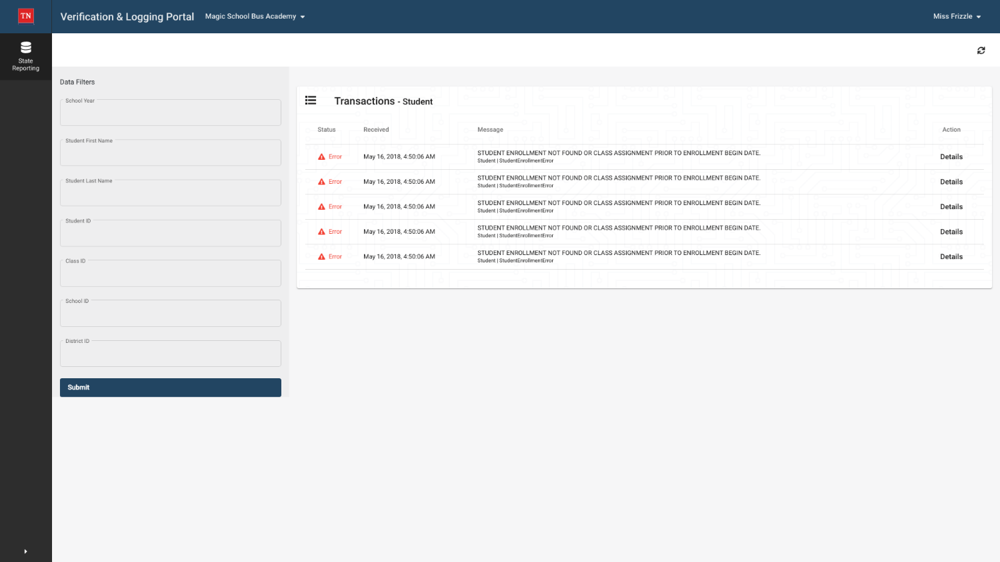 TN
Verification & Logging Portal
Magic School Bus Academy
Miss Frizzle
State
Reporting
Data Filters
School Year
Student First Name
Student Last Name
Student ID
Class ID
School ID
District ID
Submit
Transactions - Student
Status Received Message Action
Error May 16, 2018, 4:50:06 AM STUDENT ENROLLMENT NOT FOUND OR CLASS ASSIGNMENT PRIOR TO ENROLLMENT BEGIN DATE. Details
Student | StudentEnrollmentError
Error May 16, 2018, 4:50:06 AM STUDENT ENROLLMENT NOT FOUND OR CLASS ASSIGNMENT PRIOR TO ENROLLMENT BEGIN DATE. Details
Student | StudentEnrollmentError
Error May 16, 2018, 4:50:06 AM STUDENT ENROLLMENT NOT FOUND OR CLASS ASSIGNMENT PRIOR TO ENROLLMENT BEGIN DATE. Details
Student | StudentEnrollmentError
Error May 16, 2018, 4:50:06 AM STUDENT ENROLLMENT NOT FOUND OR CLASS ASSIGNMENT PRIOR TO ENROLLMENT BEGIN DATE. Details
Student | StudentEnrollmentError
Error May 16, 2018, 4:50:06 AM STUDENT ENROLLMENT NOT FOUND OR CLASS ASSIGNMENT PRIOR TO ENROLLMENT BEGIN DATE. Details
Student | StudentEnrollmentError